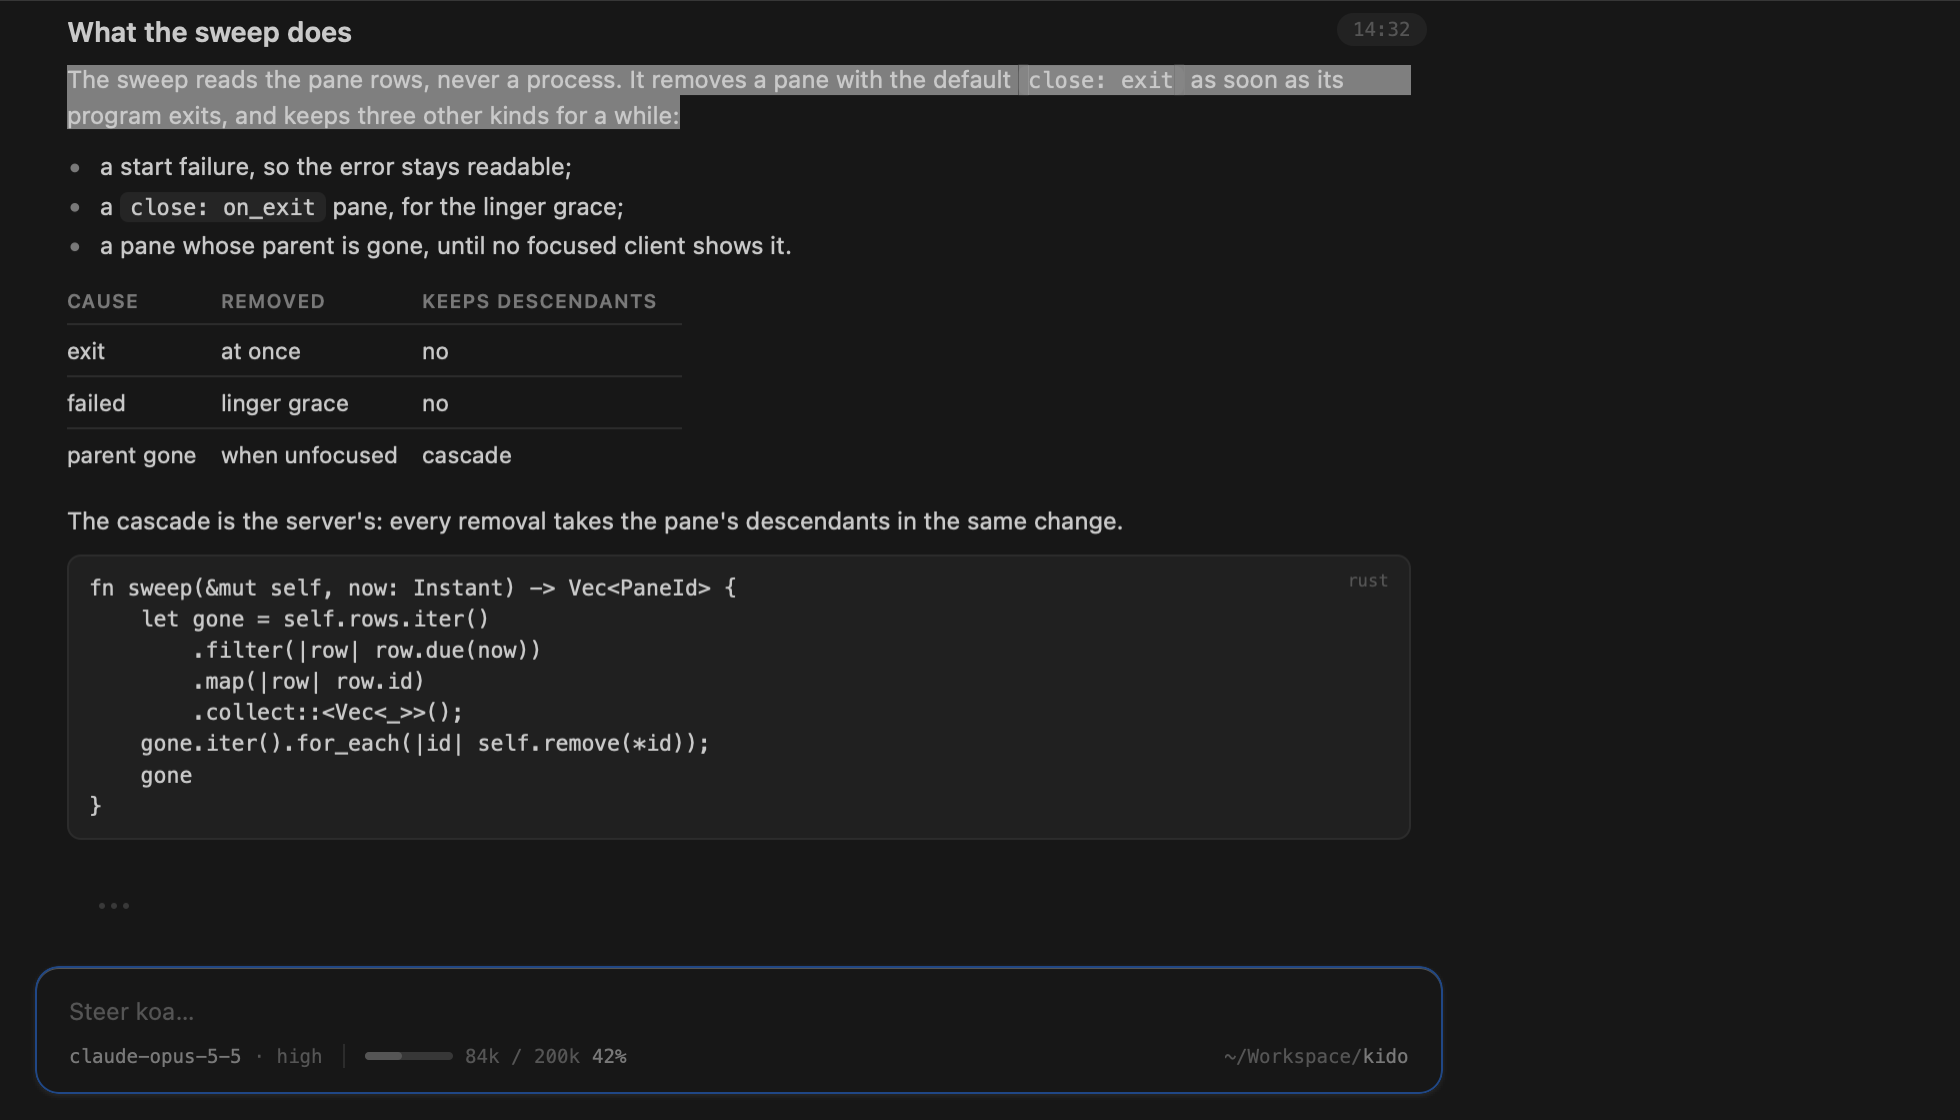 What the sweep does
14:32
The sweep reads the pane rows, never a process. It removes a pane with the default close: exit as soon as its
program exits, and keeps three other kinds for a while:
• a start failure, so the error stays readable;
• a close: on_exit pane, for the linger grace;
• a pane whose parent is gone, until no focused client shows it.
CAUSE REMOVED KEEPS DESCENDANTS
exit at once no
failed linger grace no
parent gone when unfocused cascade
The cascade is the server's: every removal takes the pane's descendants in the same change.
rust
fn sweep(&mut self, now: Instant) -> Vec<PaneId> {
    let gone = self.rows.iter()
        .filter(|row| row.due(now))
        .map(|row| row.id)
        .collect::<Vec<_>>();
    gone.iter().for_each(|id| self.remove(*id));
    gone
}
...
Steer koa...
claude-opus-5-5 · high | 84k / 200k 42%
~/Workspace/kido